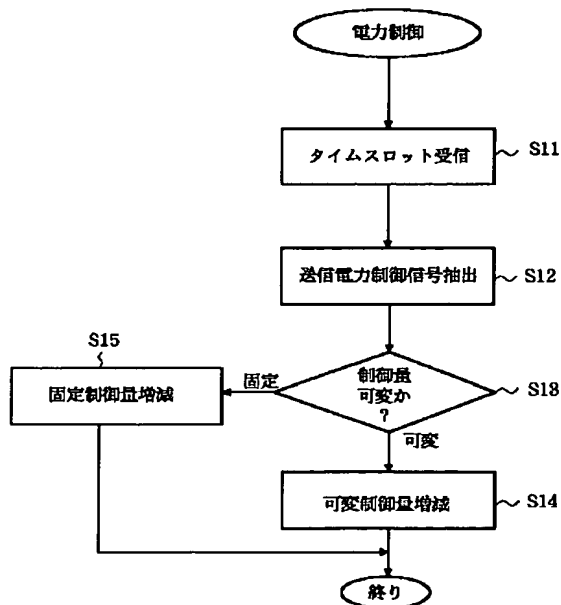 電力制御
タイムスロット受信
S11
送信電力制御信号抽出
S12
S15
固定制御量増減
固定
制御量
可変か
?
S13
可変
可変制御量増減
S14
終り